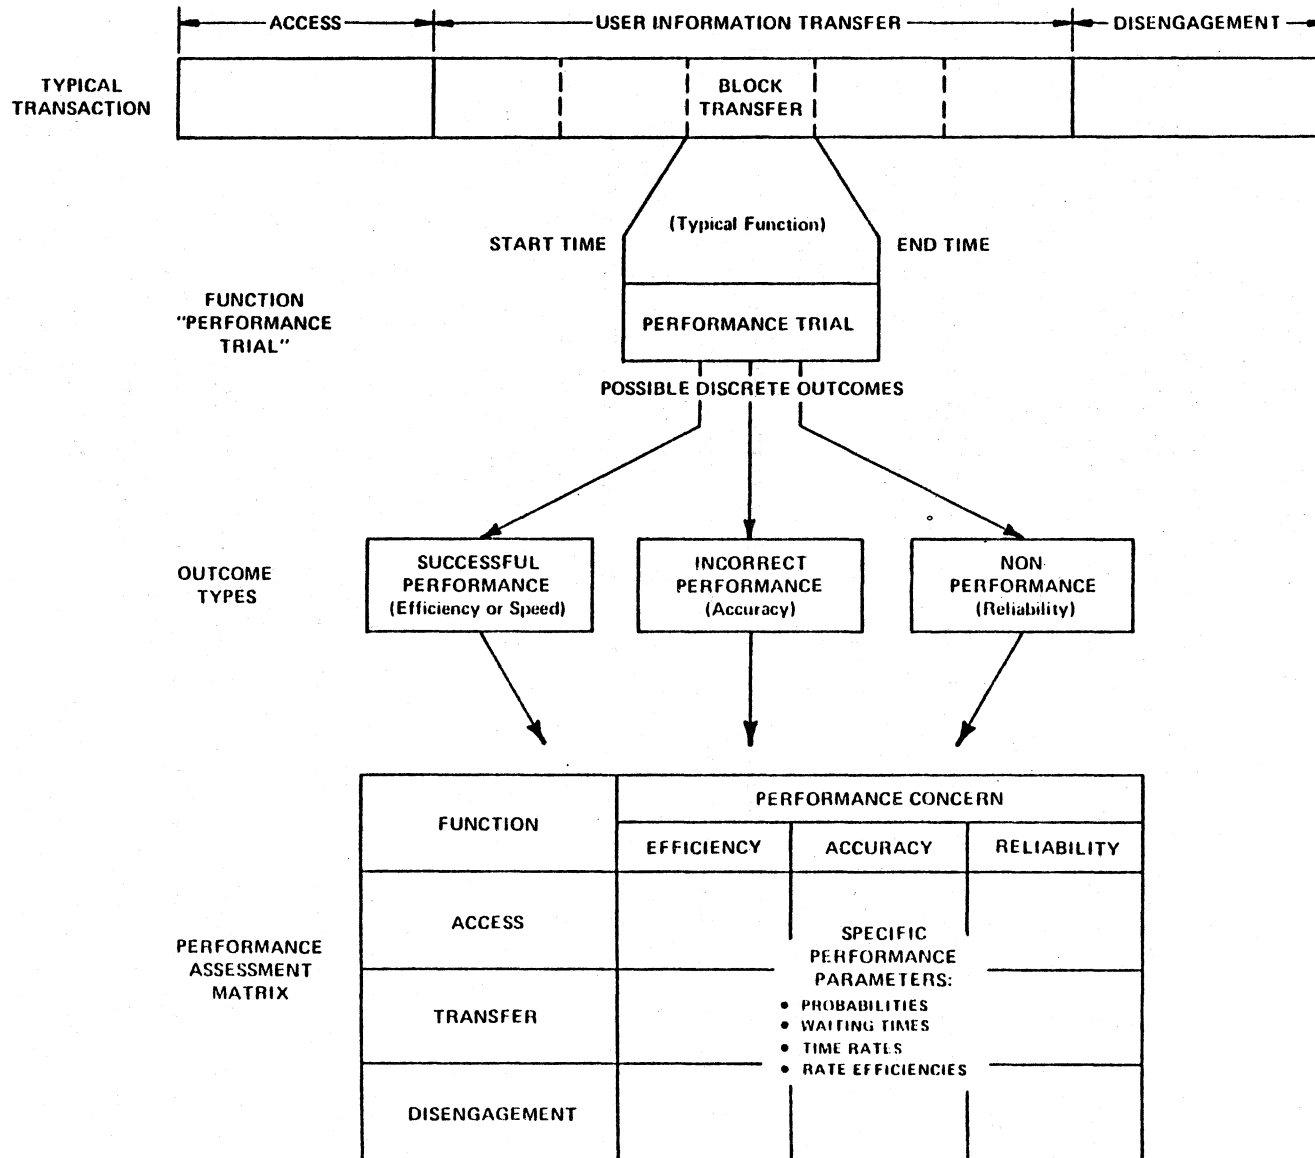 ACCESS
USER INFORMATION TRANSFER
DISENGAGEMENT
TYPICAL
TRANSACTION
BLOCK
TRANSFER
(Typical Function)
START TIME
END TIME
FUNCTION
"PERFORMANCE
TRIAL"
PERFORMANCE TRIAL
POSSIBLE DISCRETE OUTCOMES
OUTCOME
TYPES
SUCCESSFUL
PERFORMANCE
(Efficiency or Speed)
INCORRECT
PERFORMANCE
(Accuracy)
NON
PERFORMANCE
(Reliability)
PERFORMANCE
ASSESSMENT
MATRIX
FUNCTION
PERFORMANCE CONCERN
EFFICIENCY
ACCURACY
RELIABILITY
ACCESS
TRANSFER
DISENGAGEMENT
SPECIFIC
PERFORMANCE
PARAMETERS:
• PROBABILITIES
• WAITING TIMES
• TIME RATES
• RATE EFFICIENCIES